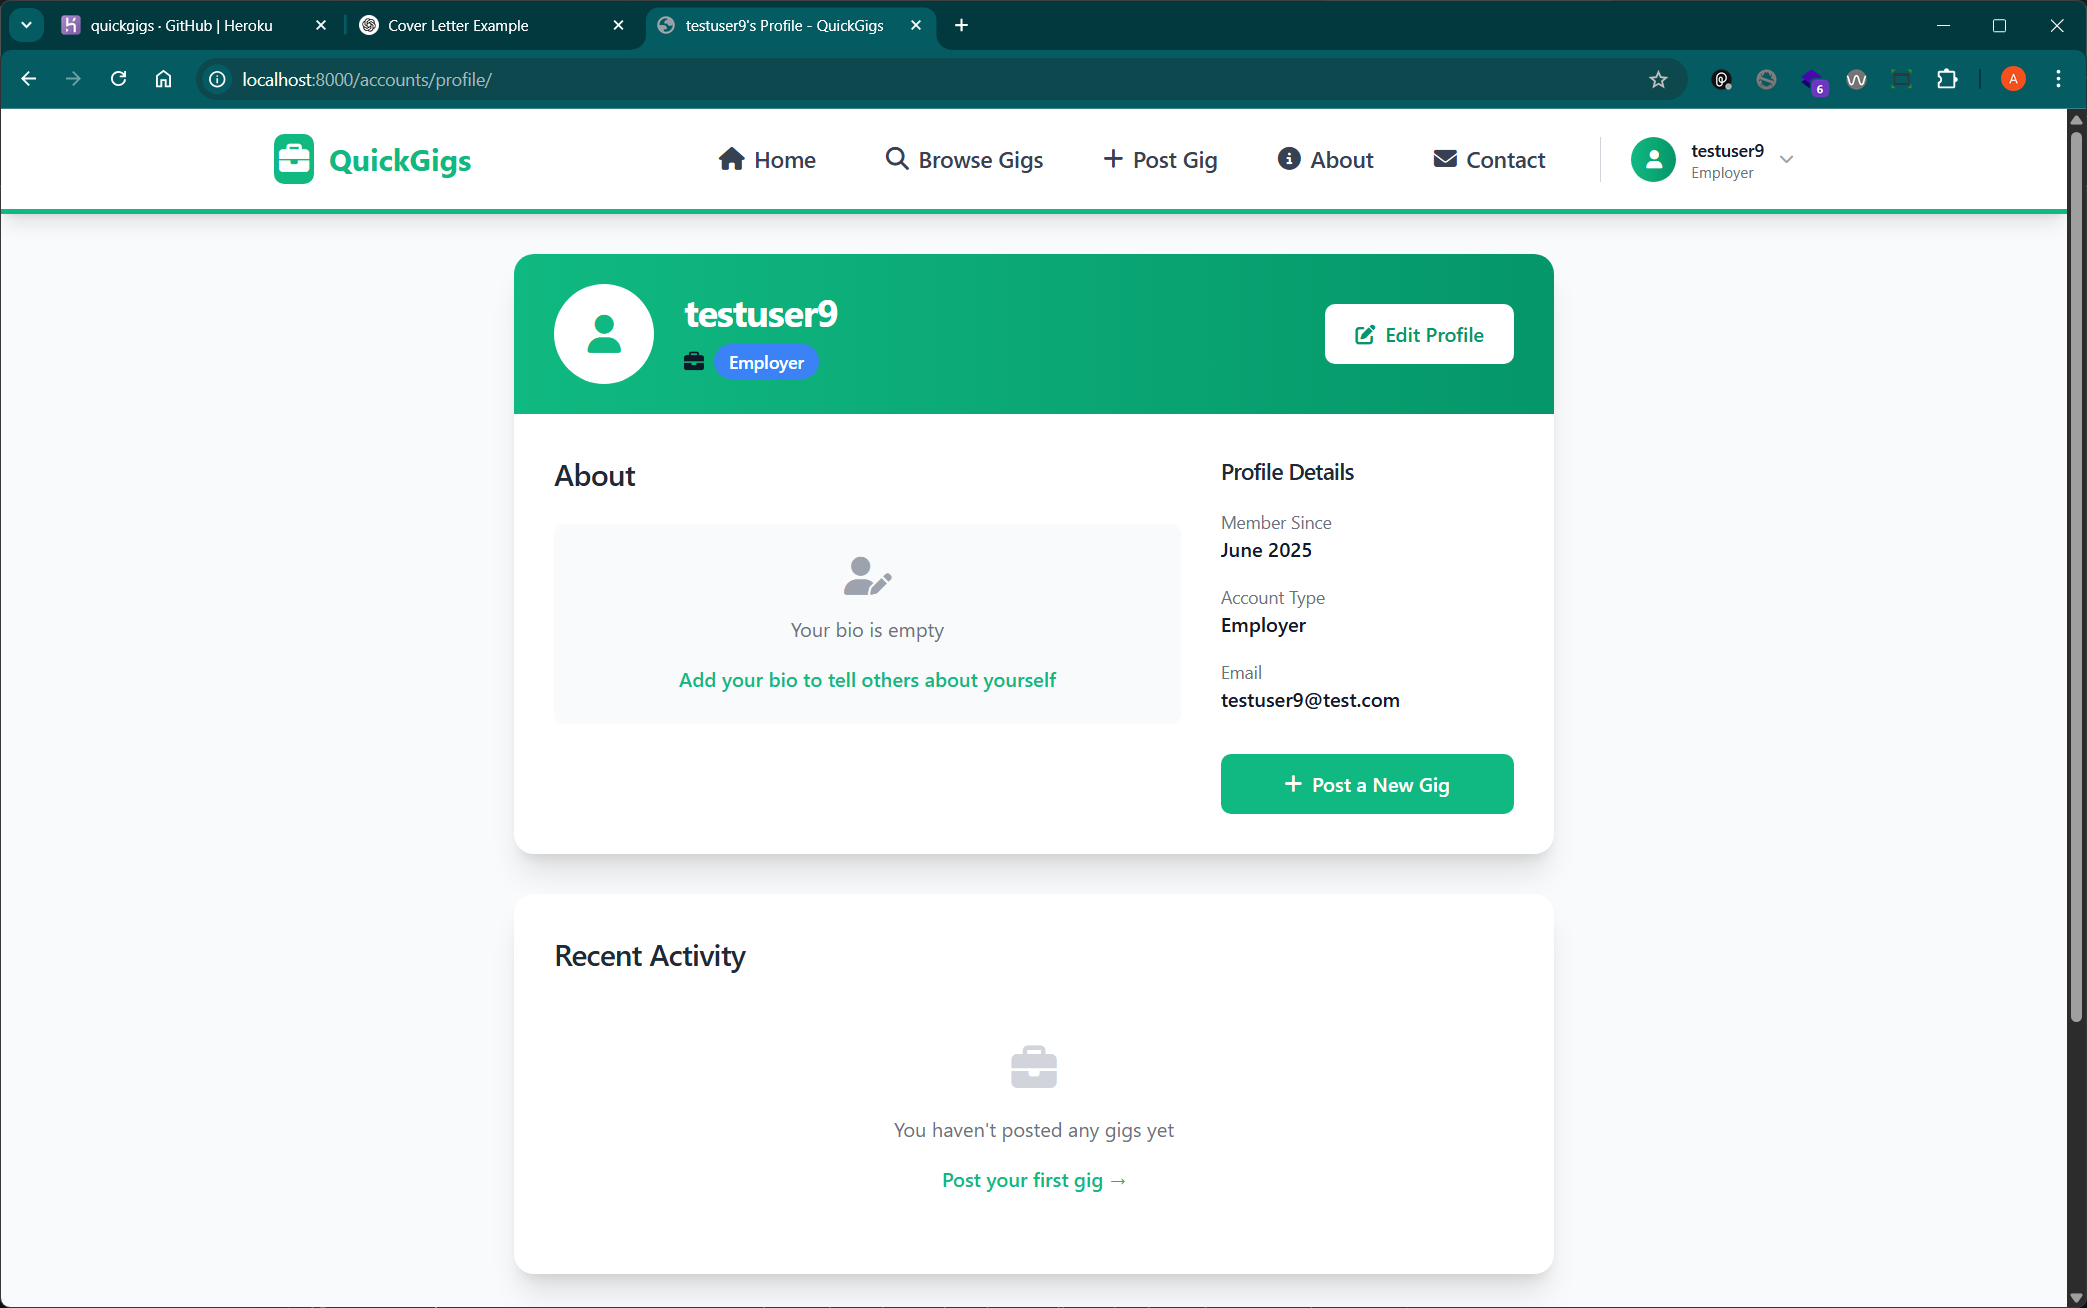 quickgigs · GitHub | Heroku
Cover Letter Example
testuser9's Profile - QuickGigs
localhost:8000/accounts/profile/
6
A
QuickGigs
Home
Browse Gigs
Post Gig
About
Contact
testuser9
Employer
testuser9
Employer
Edit Profile
About
Your bio is empty
Add your bio to tell others about yourself
Profile Details
Member Since
June 2025
Account Type
Employer
Email
testuser9@test.com
Post a New Gig
Recent Activity
You haven't posted any gigs yet
Post your first gig →